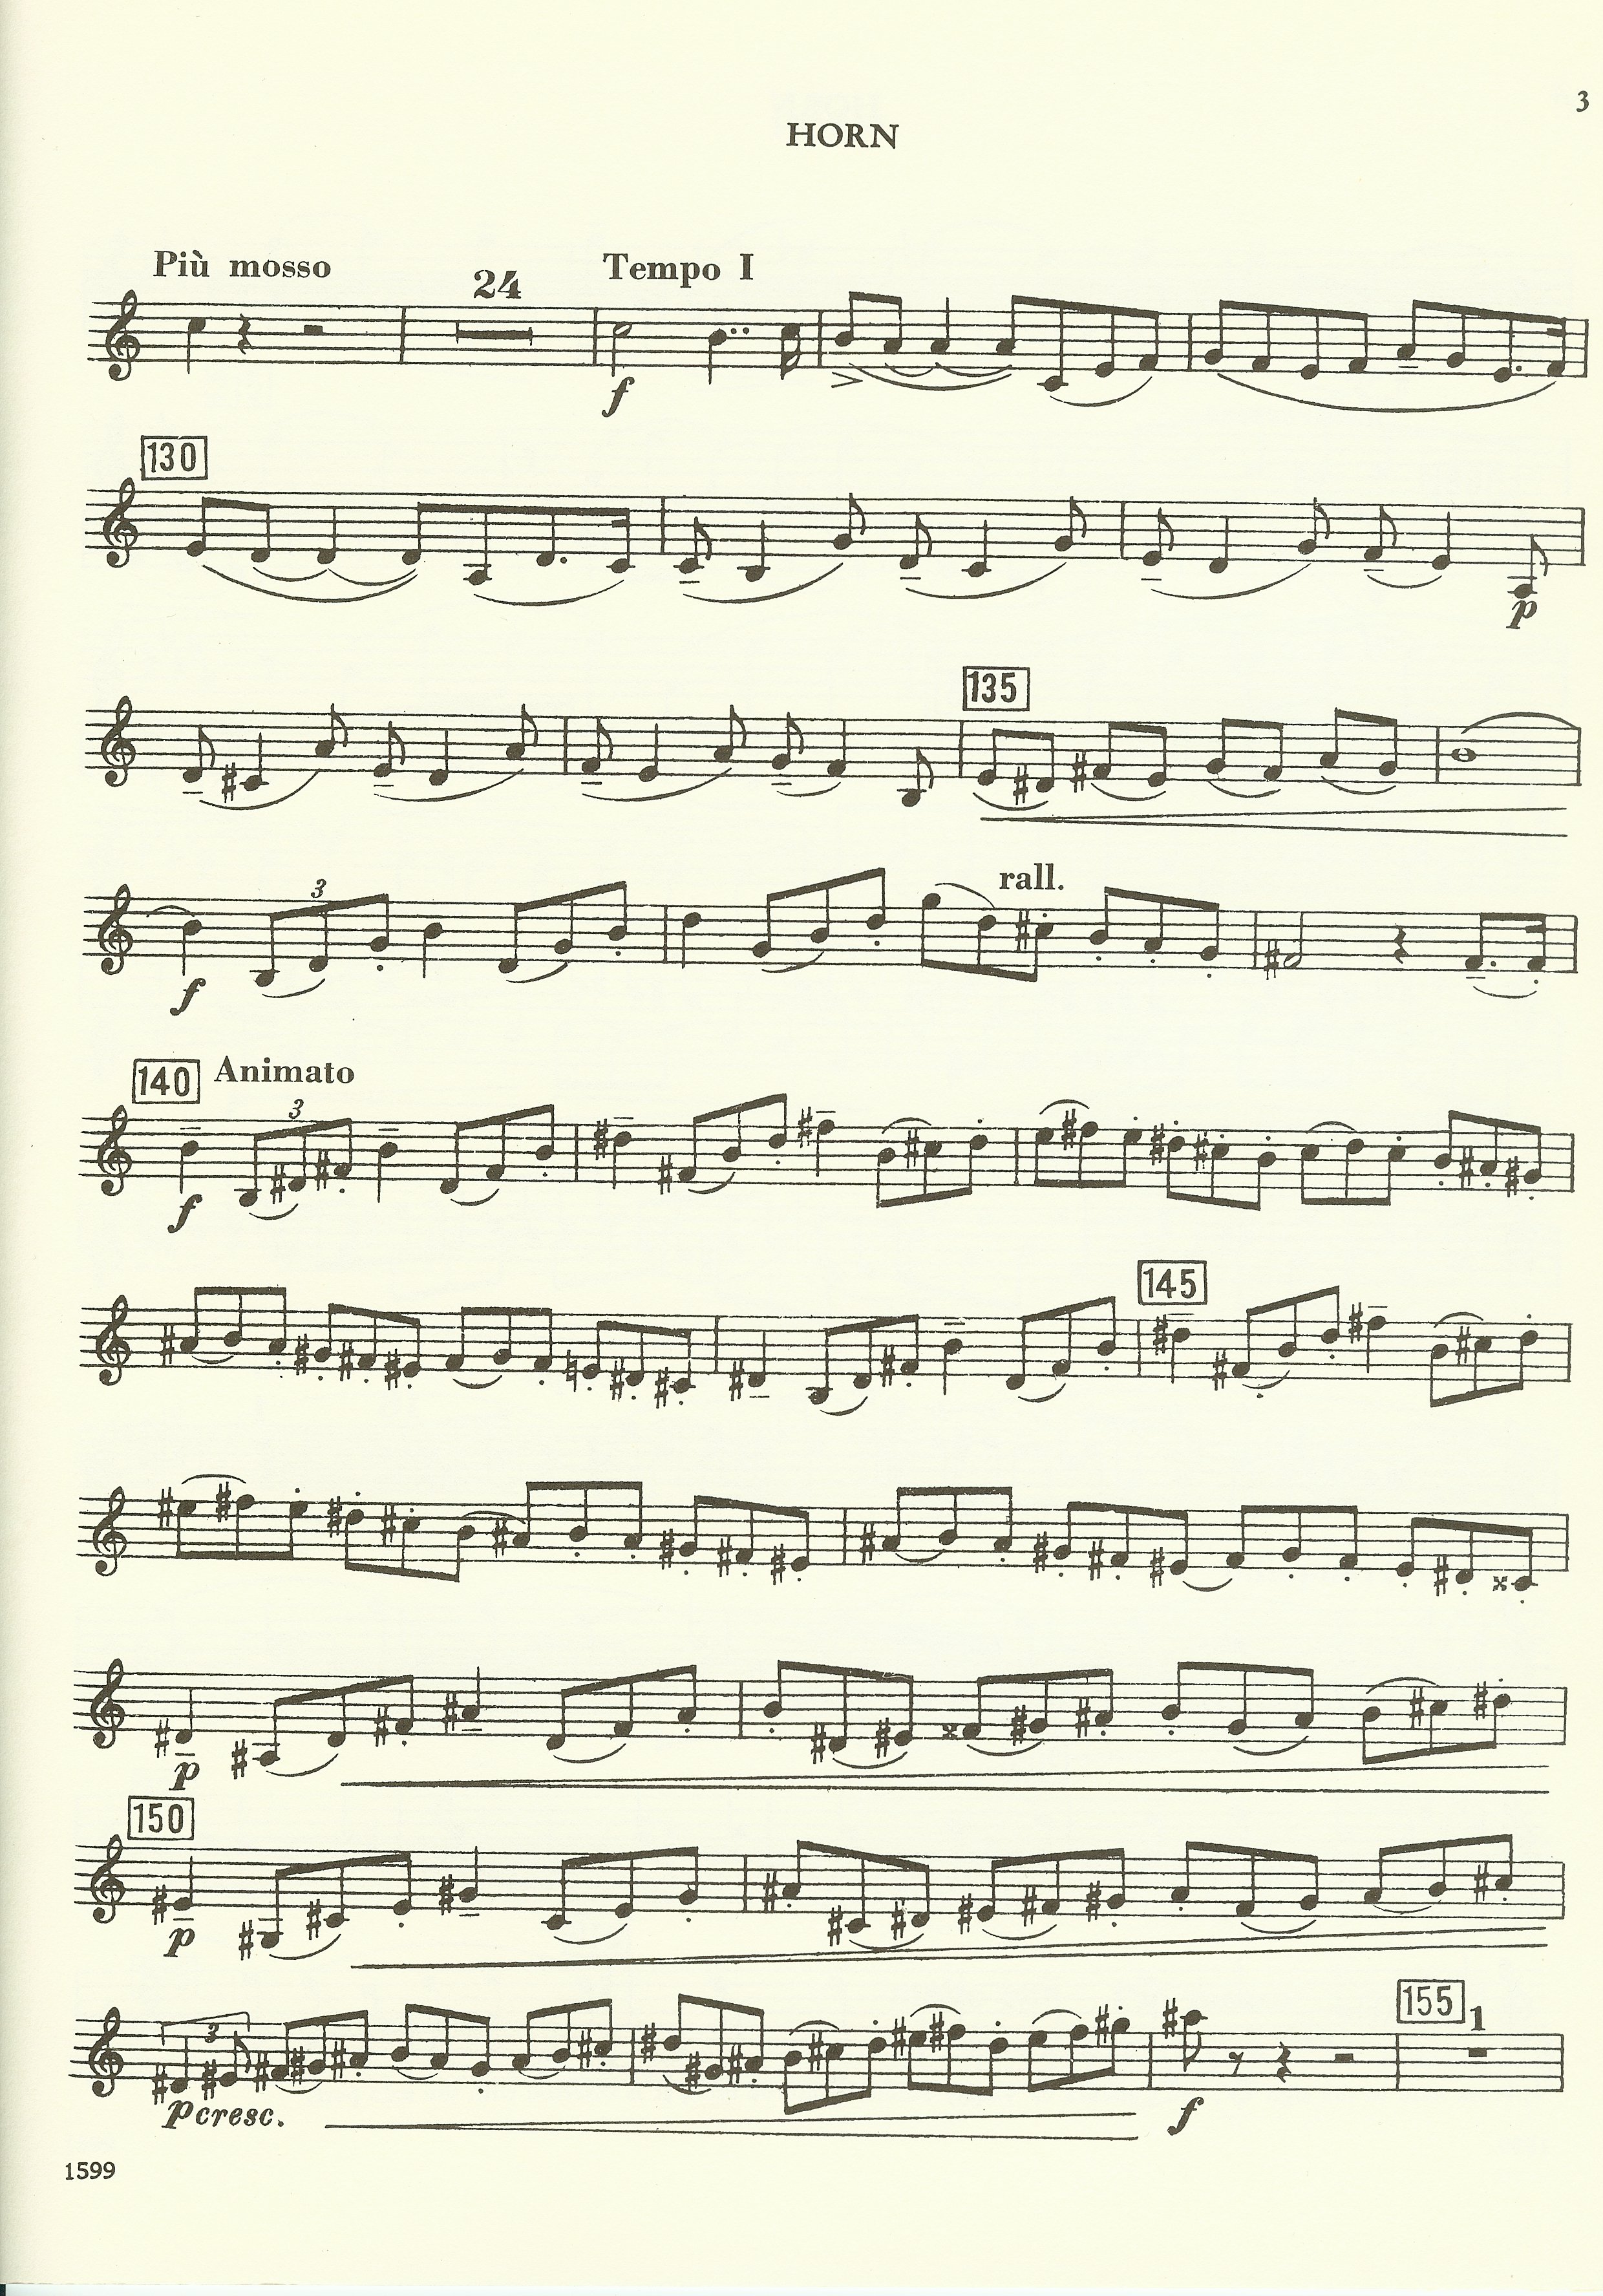 3
HORN
Più mosso
24
Tempo I
f
130
p
135
3
rall.
f
140 Animato
3
f
145
p
150
p
3
155 1
p cresc.
f
1599